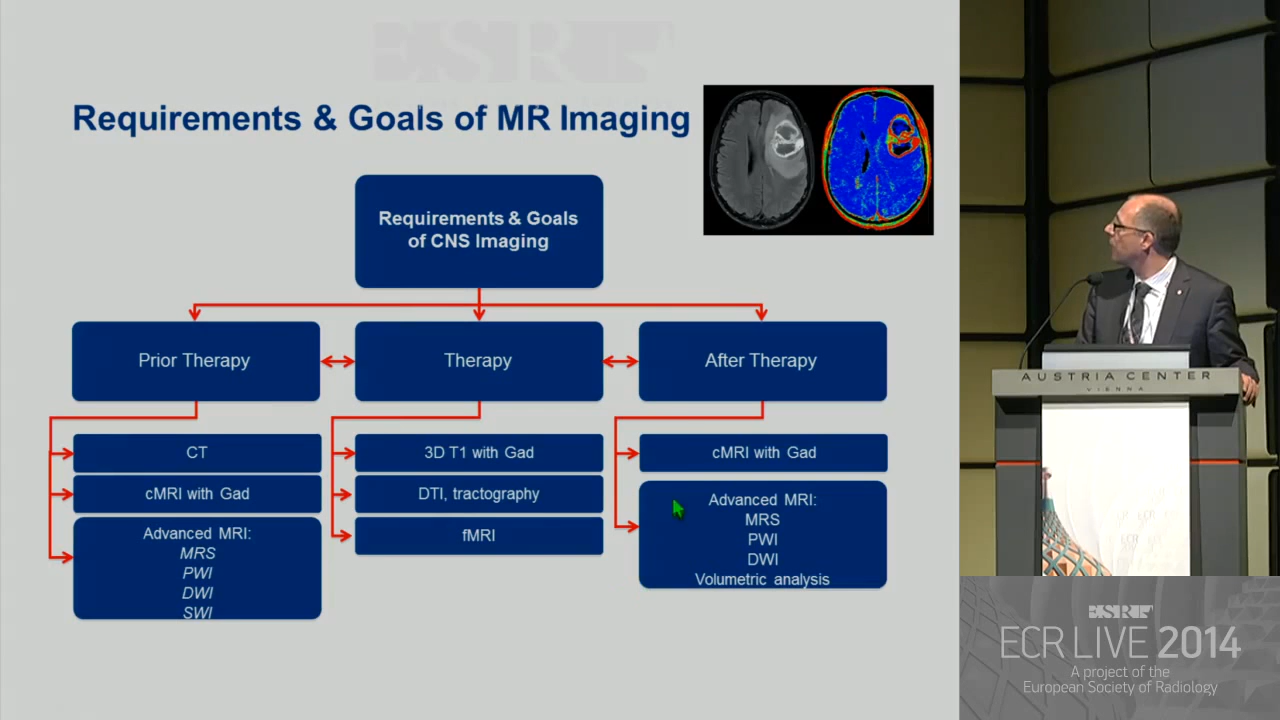 ESR
Requirements & Goals of MR Imaging
Requirements & Goals
of CNS Imaging
Prior Therapy
Therapy
After Therapy
CT
cMRI with Gad
Advanced MRI:
MRS
PWI
DWI
SWI
3D T1 with Gad
DTI, tractography
fMRI
cMRI with Gad
Advanced MRI:
MRS
PWI
DWI
Volumetric analysis
AUSTRIA CENTER
VIENNA
ESR
ECR LIVE 2014
A project of the
European Society of Radiology